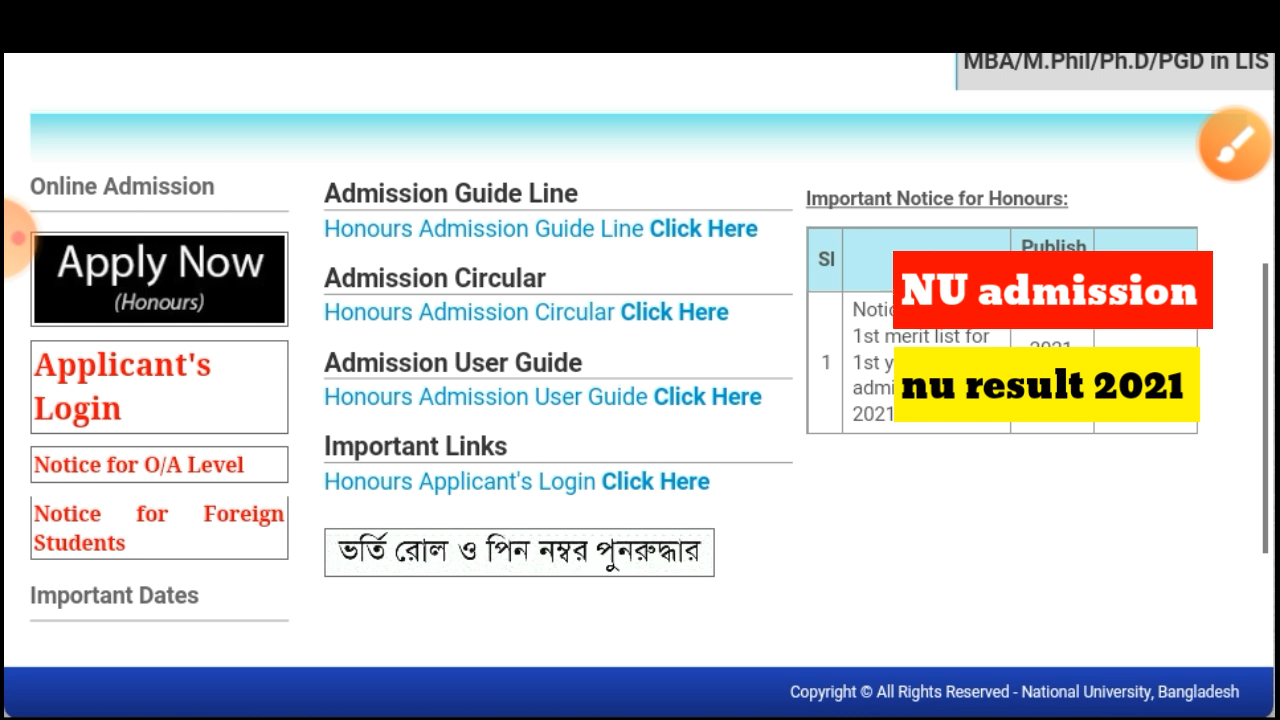 MBA/M.Phil/Ph.D/PGD in LIS
Online Admission
Apply Now
(Honours)
Applicant's
Login
Notice for O/A Level
Notice for Foreign
Students
Important Dates
Admission Guide Line
Honours Admission Guide Line Click Here
Admission Circular
Honours Admission Circular Click Here
Admission User Guide
Honours Admission User Guide Click Here
Important Links
Honours Applicant's Login Click Here
ভর্তি রোল ও পিন নম্বর পুনরুদ্ধার
Important Notice for Honours:
Sl
Publish
NU admission
1st merit list for
1
nu result 2021
Copyright © All Rights Reserved - National University, Bangladesh